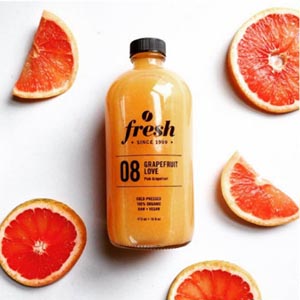 fresh
• SINCE 1999 •
08
GRAPEFRUIT
LOVE
Pink Grapefruit
COLD PRESSED
100% ORGANIC
RAW + VEGAN